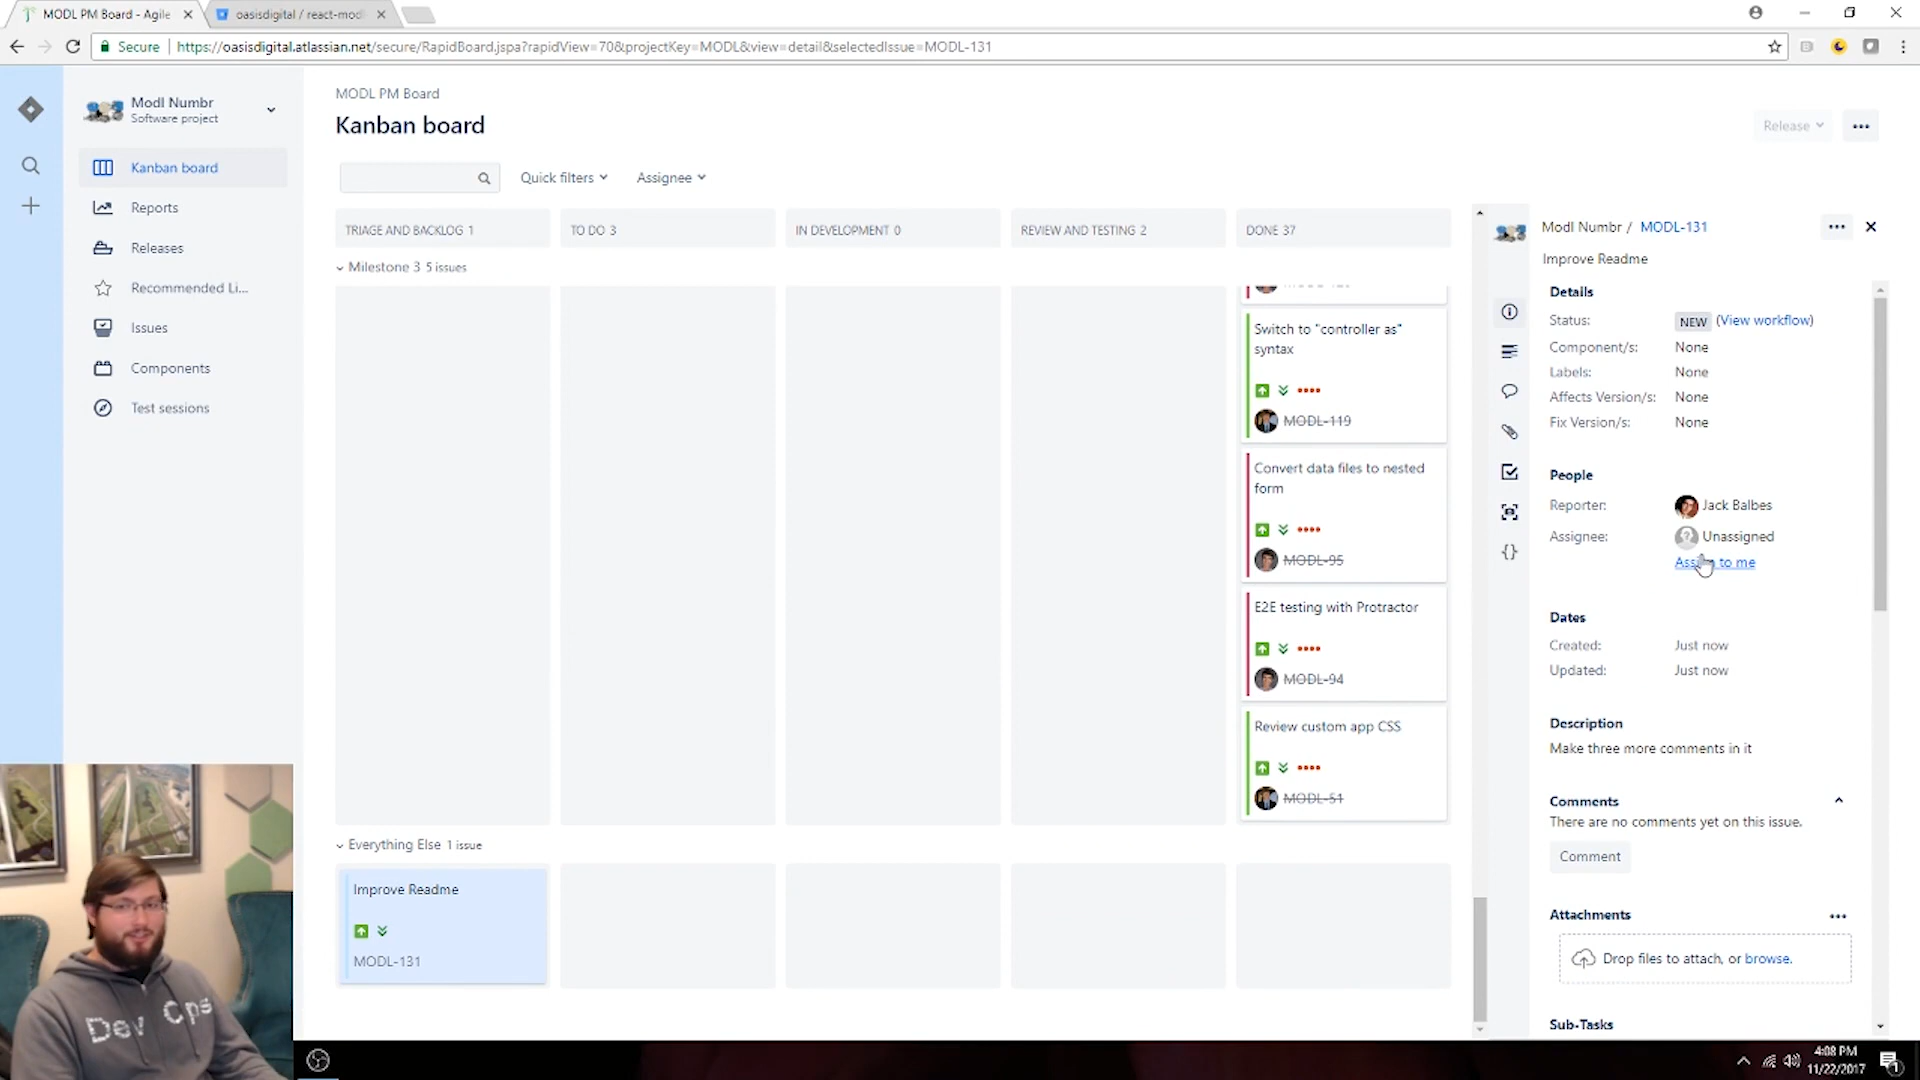 MODL PM Board - Agile
oasisdigital / react-modl
Secure
https://oasisdigital.atlassian.net/secure/RapidBoard.jspa?rapidView=70&projectKey=MODL&view=detail&selectedIssue=MODL-131
Modl Numbr
Software project
Kanban board
Reports
Releases
Recommended Li...
Issues
Components
Test sessions
MODL PM Board
Kanban board
Release
Quick filters
Assignee
TRIAGE AND BACKLOG 1
TO DO 3
IN DEVELOPMENT 0
REVIEW AND TESTING 2
DONE 37
Milestone 3 5 issues
Switch to "controller as"
syntax
MODL-119
Convert data files to nested
form
MODL-95
E2E testing with Protractor
MODL-94
Review custom app CSS
MODL-51
Everything Else 1 issue
Improve Readme
MODL-131
Modl Numbr / MODL-131
Improve Readme
Details
Status: NEW (View workflow)
Component/s: None
Labels: None
Affects Version/s: None
Fix Version/s: None
People
Reporter: Jack Balbes
Assignee: Unassigned
Assign to me
Dates
Created: Just now
Updated: Just now
Description
Make three more comments in it
Comments
There are no comments yet on this issue.
Comment
Attachments
Drop files to attach, or browse.
Sub-Tasks
Dev Ops
4:08 PM
11/22/2017
1